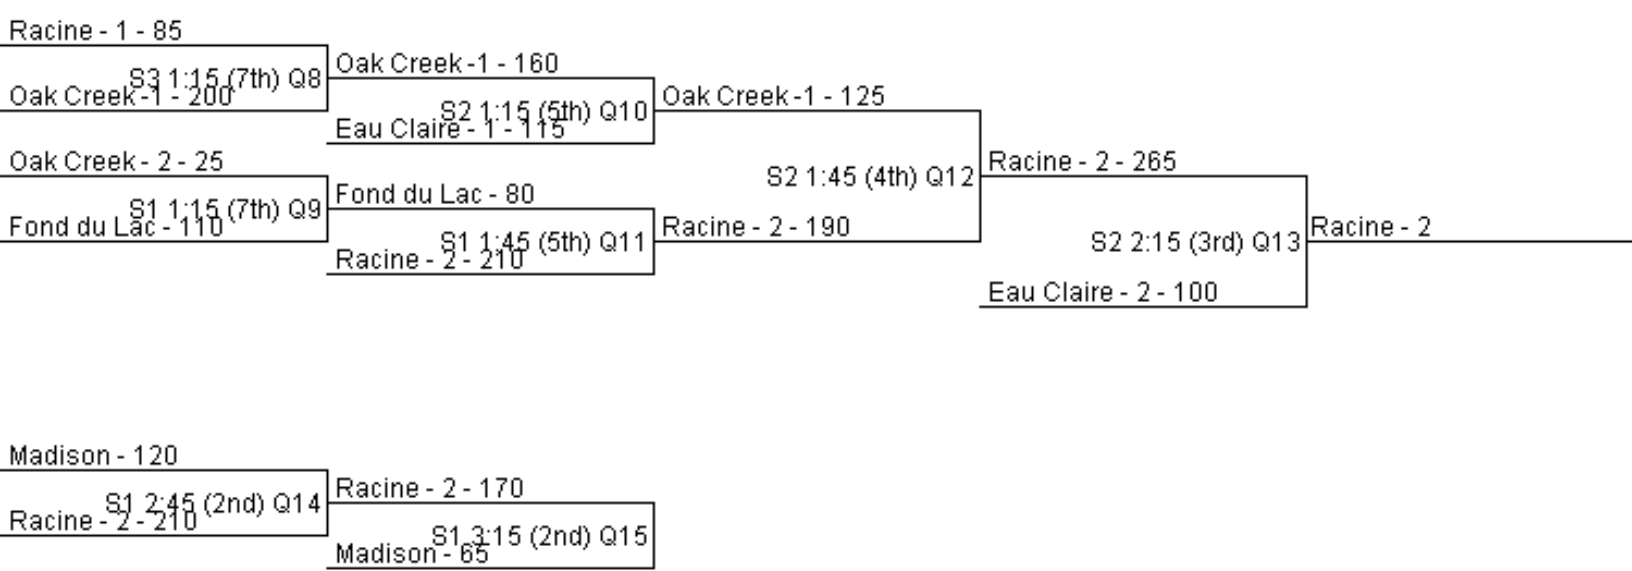 Racine - 1 - 85
S3 1:15 (7th) Q8
Oak Creek -1 - 200
Oak Creek -1 - 160
S2 1:15 (5th) Q10
Eau Claire - 1 - 115
Oak Creek -1 - 125
Oak Creek - 2 - 25
S1 1:15 (7th) Q9
Fond du Lac - 110
Fond du Lac - 80
S1 1:45 (5th) Q11
Racine - 2 - 210
S2 1:45 (4th) Q12
Racine - 2 - 190
Racine - 2 - 265
S2 2:15 (3rd) Q13
Eau Claire - 2 - 100
Racine - 2
Madison - 120
S1 2:45 (2nd) Q14
Racine - 2 - 210
Racine - 2 - 170
S1 3:15 (2nd) Q15
Madison - 65